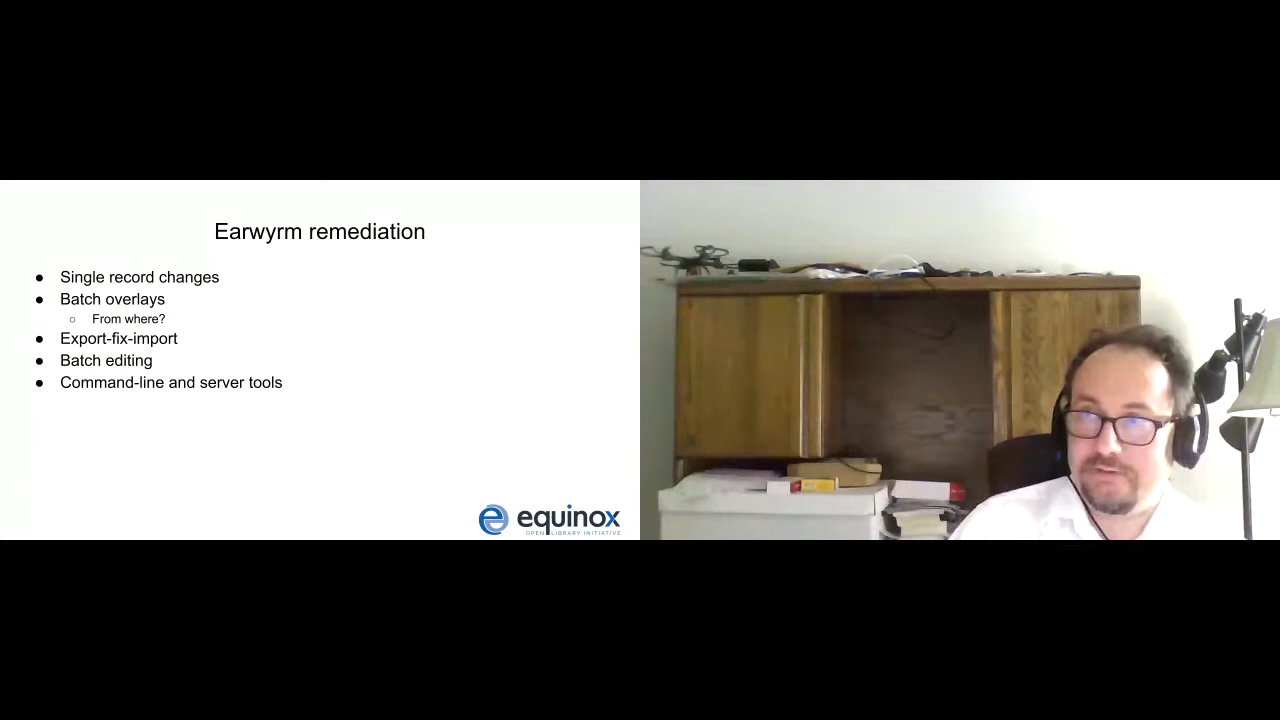 Earwyrm remediation
● Single record changes
● Batch overlays
○ From where?
● Export-fix-import
● Batch editing
● Command-line and server tools
equinox
OPEN LIBRARY INITIATIVE